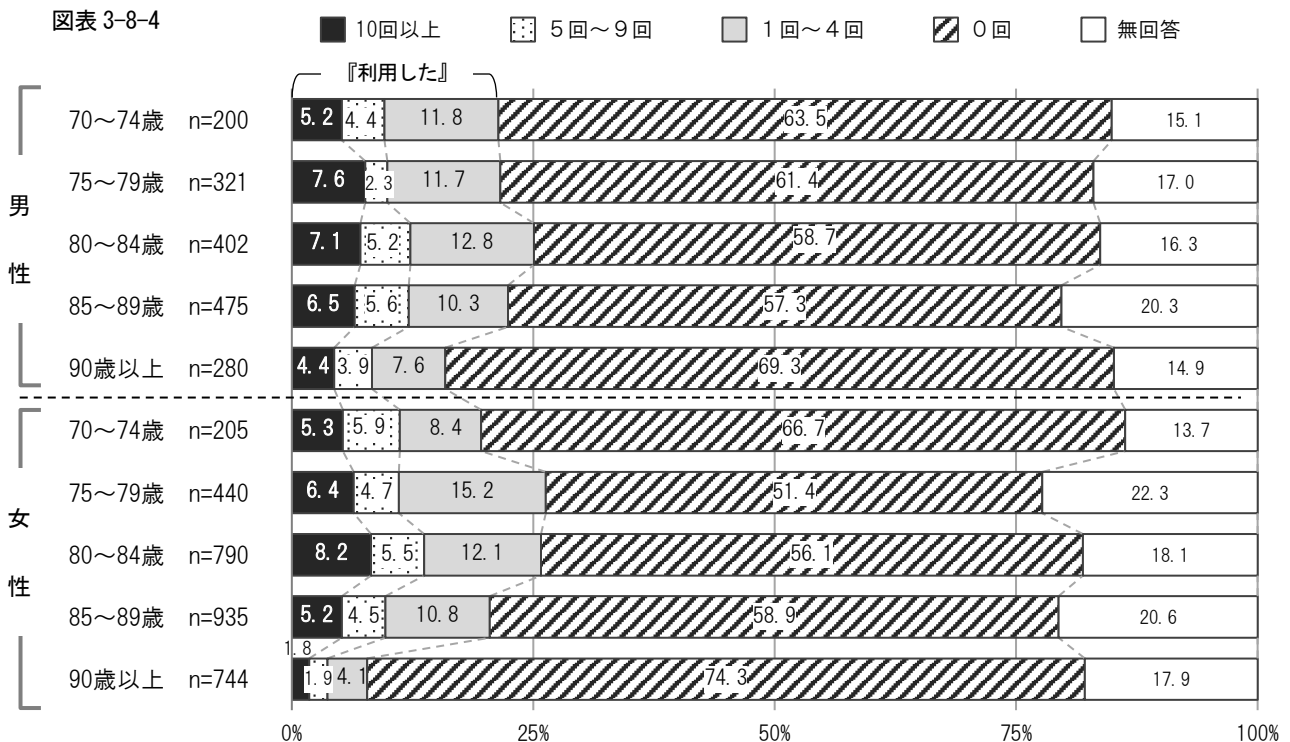 図表 3-8-4
10回以上 5回～9回 1回～4回 0回 無回答
『利用した』
男性
70～74歳 n=200 5.2 4.4 11.8 63.5 15.1
75～79歳 n=321 7.6 2.3 11.7 61.4 17.0
80～84歳 n=402 7.1 5.2 12.8 58.7 16.3
85～89歳 n=475 6.5 5.6 10.3 57.3 20.3
90歳以上 n=280 4.4 3.9 7.6 69.3 14.9
女性
70～74歳 n=205 5.3 5.9 8.4 66.7 13.7
75～79歳 n=440 6.4 4.7 15.2 51.4 22.3
80～84歳 n=790 8.2 5.5 12.1 56.1 18.1
85～89歳 n=935 5.2 4.5 10.8 58.9 20.6
90歳以上 n=744 1.8 1.9 4.1 74.3 17.9
0% 25% 50% 75% 100%